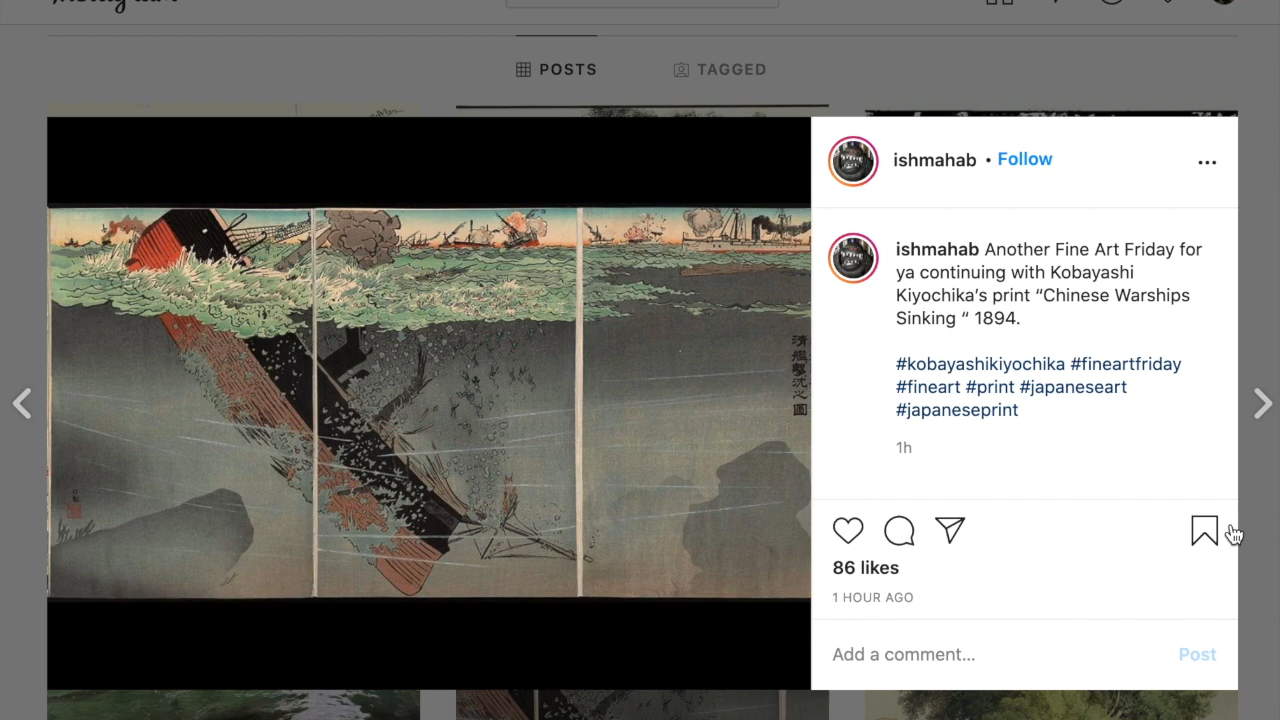 POSTS
TAGGED
ishmahab • Follow
ishmahab Another Fine Art Friday for
ya continuing with Kobayashi
Kiyochika’s print “Chinese Warships
Sinking “ 1894.
#kobayashikiyochika #fineartfriday
#fineart #print #japaneseart
#japaneseprint
1h
86 likes
1 HOUR AGO
Add a comment...
Post
清艦撃沈之圖